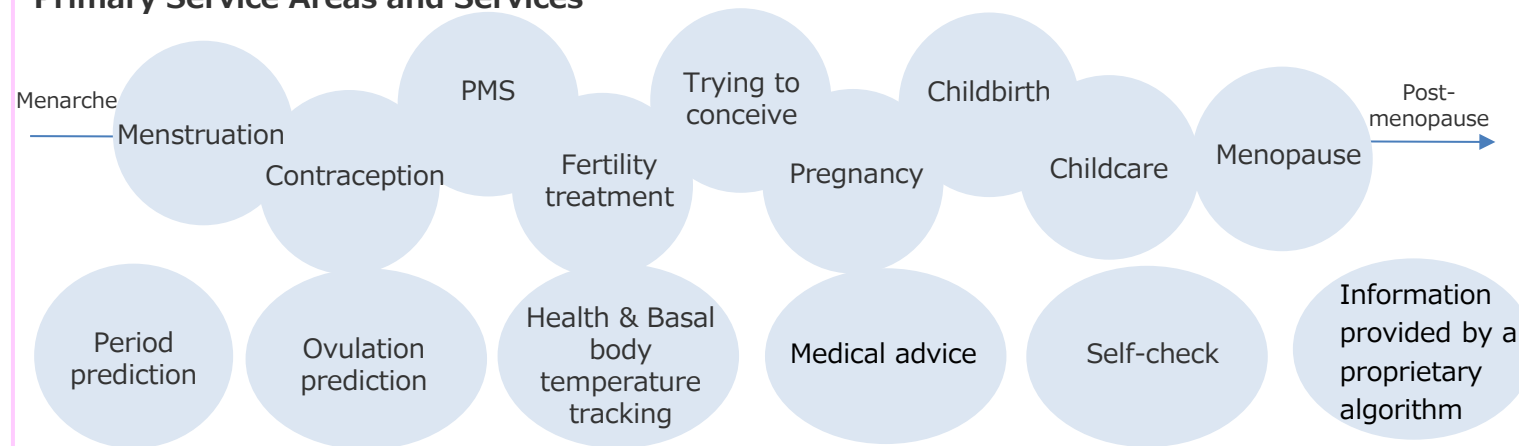 Primary Service Areas and Services
Menarche
Menstruation
Contraception
PMS
Fertility
treatment
Trying to
conceive
Pregnancy
Childbirth
Childcare
Menopause
Post-
menopause
Period
prediction
Ovulation
prediction
Health & Basal
body
temperature
tracking
Medical advice
Self-check
Information
provided by a
proprietary
algorithm